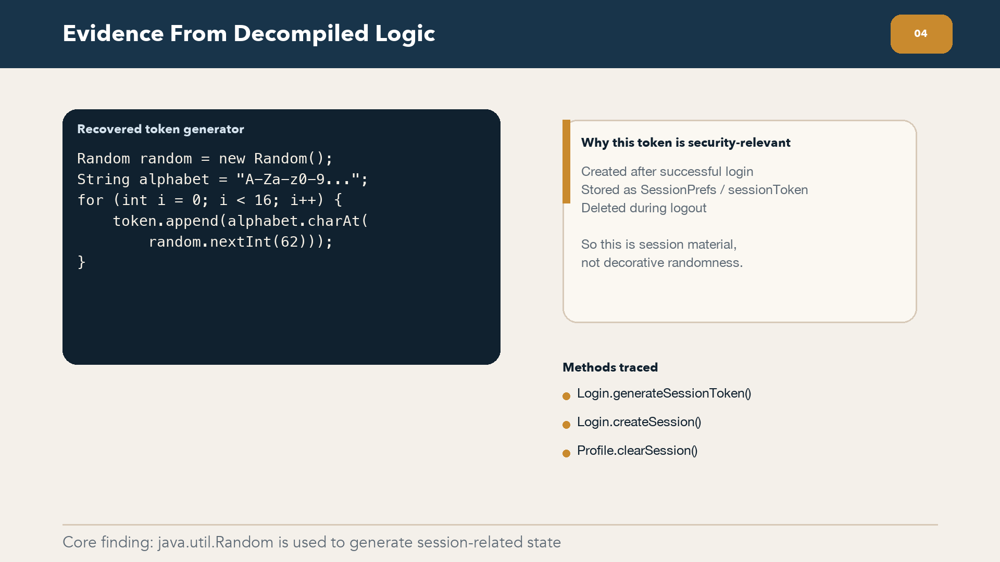 Evidence From Decompiled Logic
04
Recovered token generator
Random random = new Random();
String alphabet = "A–Za–z0–9...";
for (int i = 0; i < 16; i++) {
    token.append(alphabet.charAt(
        random.nextInt(62)));
}
Why this token is security-relevant
Created after successful login
Stored as SessionPrefs / sessionToken
Deleted during logout
So this is session material,
not decorative randomness.
Methods traced
Login.generateSessionToken()
Login.createSession()
Profile.clearSession()
Core finding: java.util.Random is used to generate session-related state